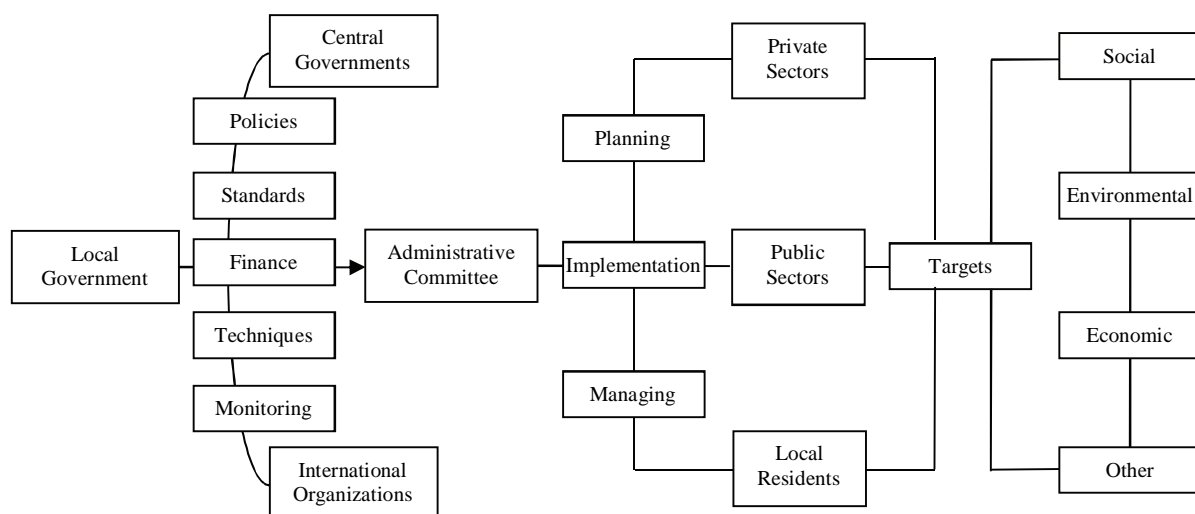 Central
Governments
Policies
Standards
Local
Government
Finance
Techniques
Monitoring
International
Organizations
Administrative
Committee
Planning
Implementation
Managing
Private
Sectors
Public
Sectors
Local
Residents
Targets
Social
Environmental
Economic
Other